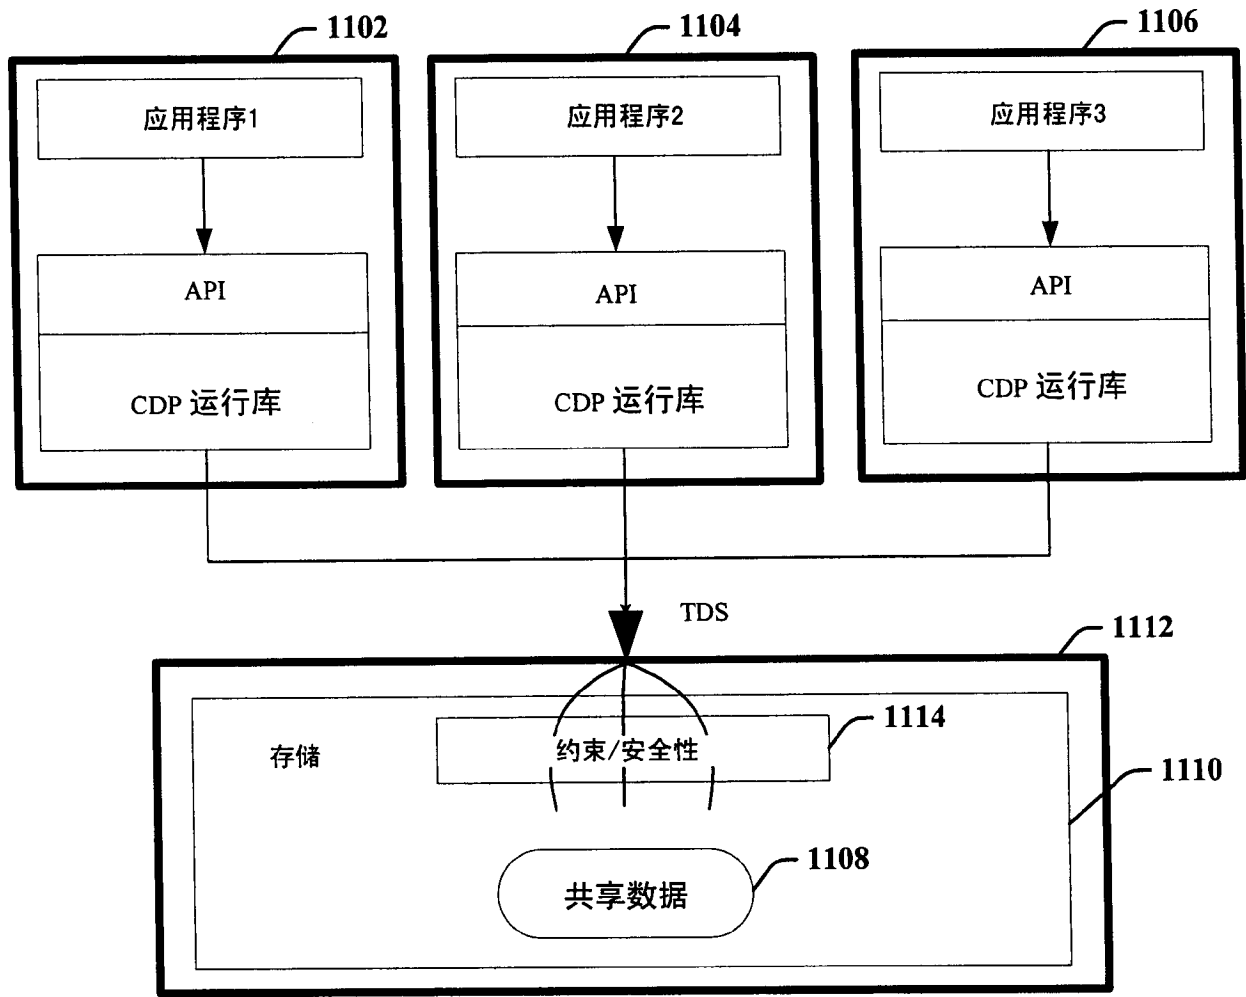 1102
1104
1106
应用程序1
应用程序2
应用程序3
API
API
API
CDP 运行库
CDP 运行库
CDP 运行库
TDS
1112
1114
存储
约束/安全性
1110
1108
共享数据